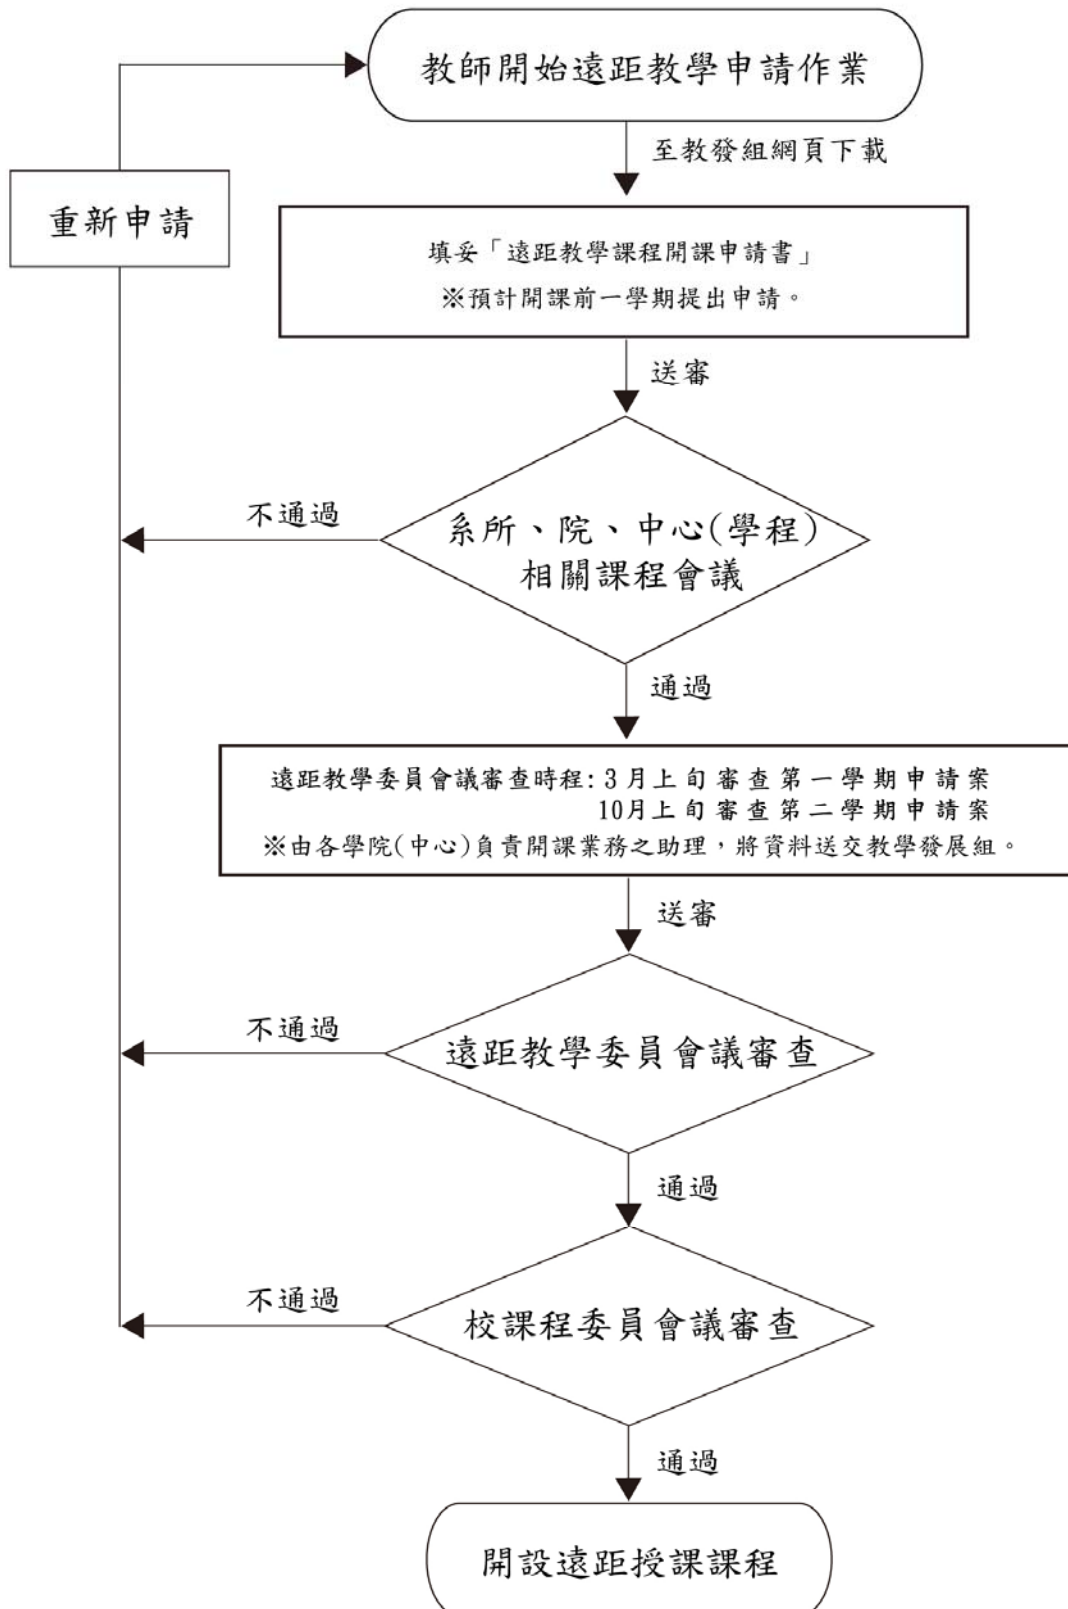 教師開始遠距教學申請作業
至教發組網頁下載
重新申請
填妥「遠距教學課程開課申請書」
※預計開課前一學期提出申請。
送審
不通過
系所、院、中心(學程)
相關課程會議
通過
遠距教學委員會議審查時程:3月上旬審查第一學期申請案
10月上旬審查第二學期申請案
※由各學院(中心)負責開課業務之助理,將資料送交教學發展組。
送審
不通過
遠距教學委員會議審查
通過
不通過
校課程委員會議審查
通過
開設遠距授課課程